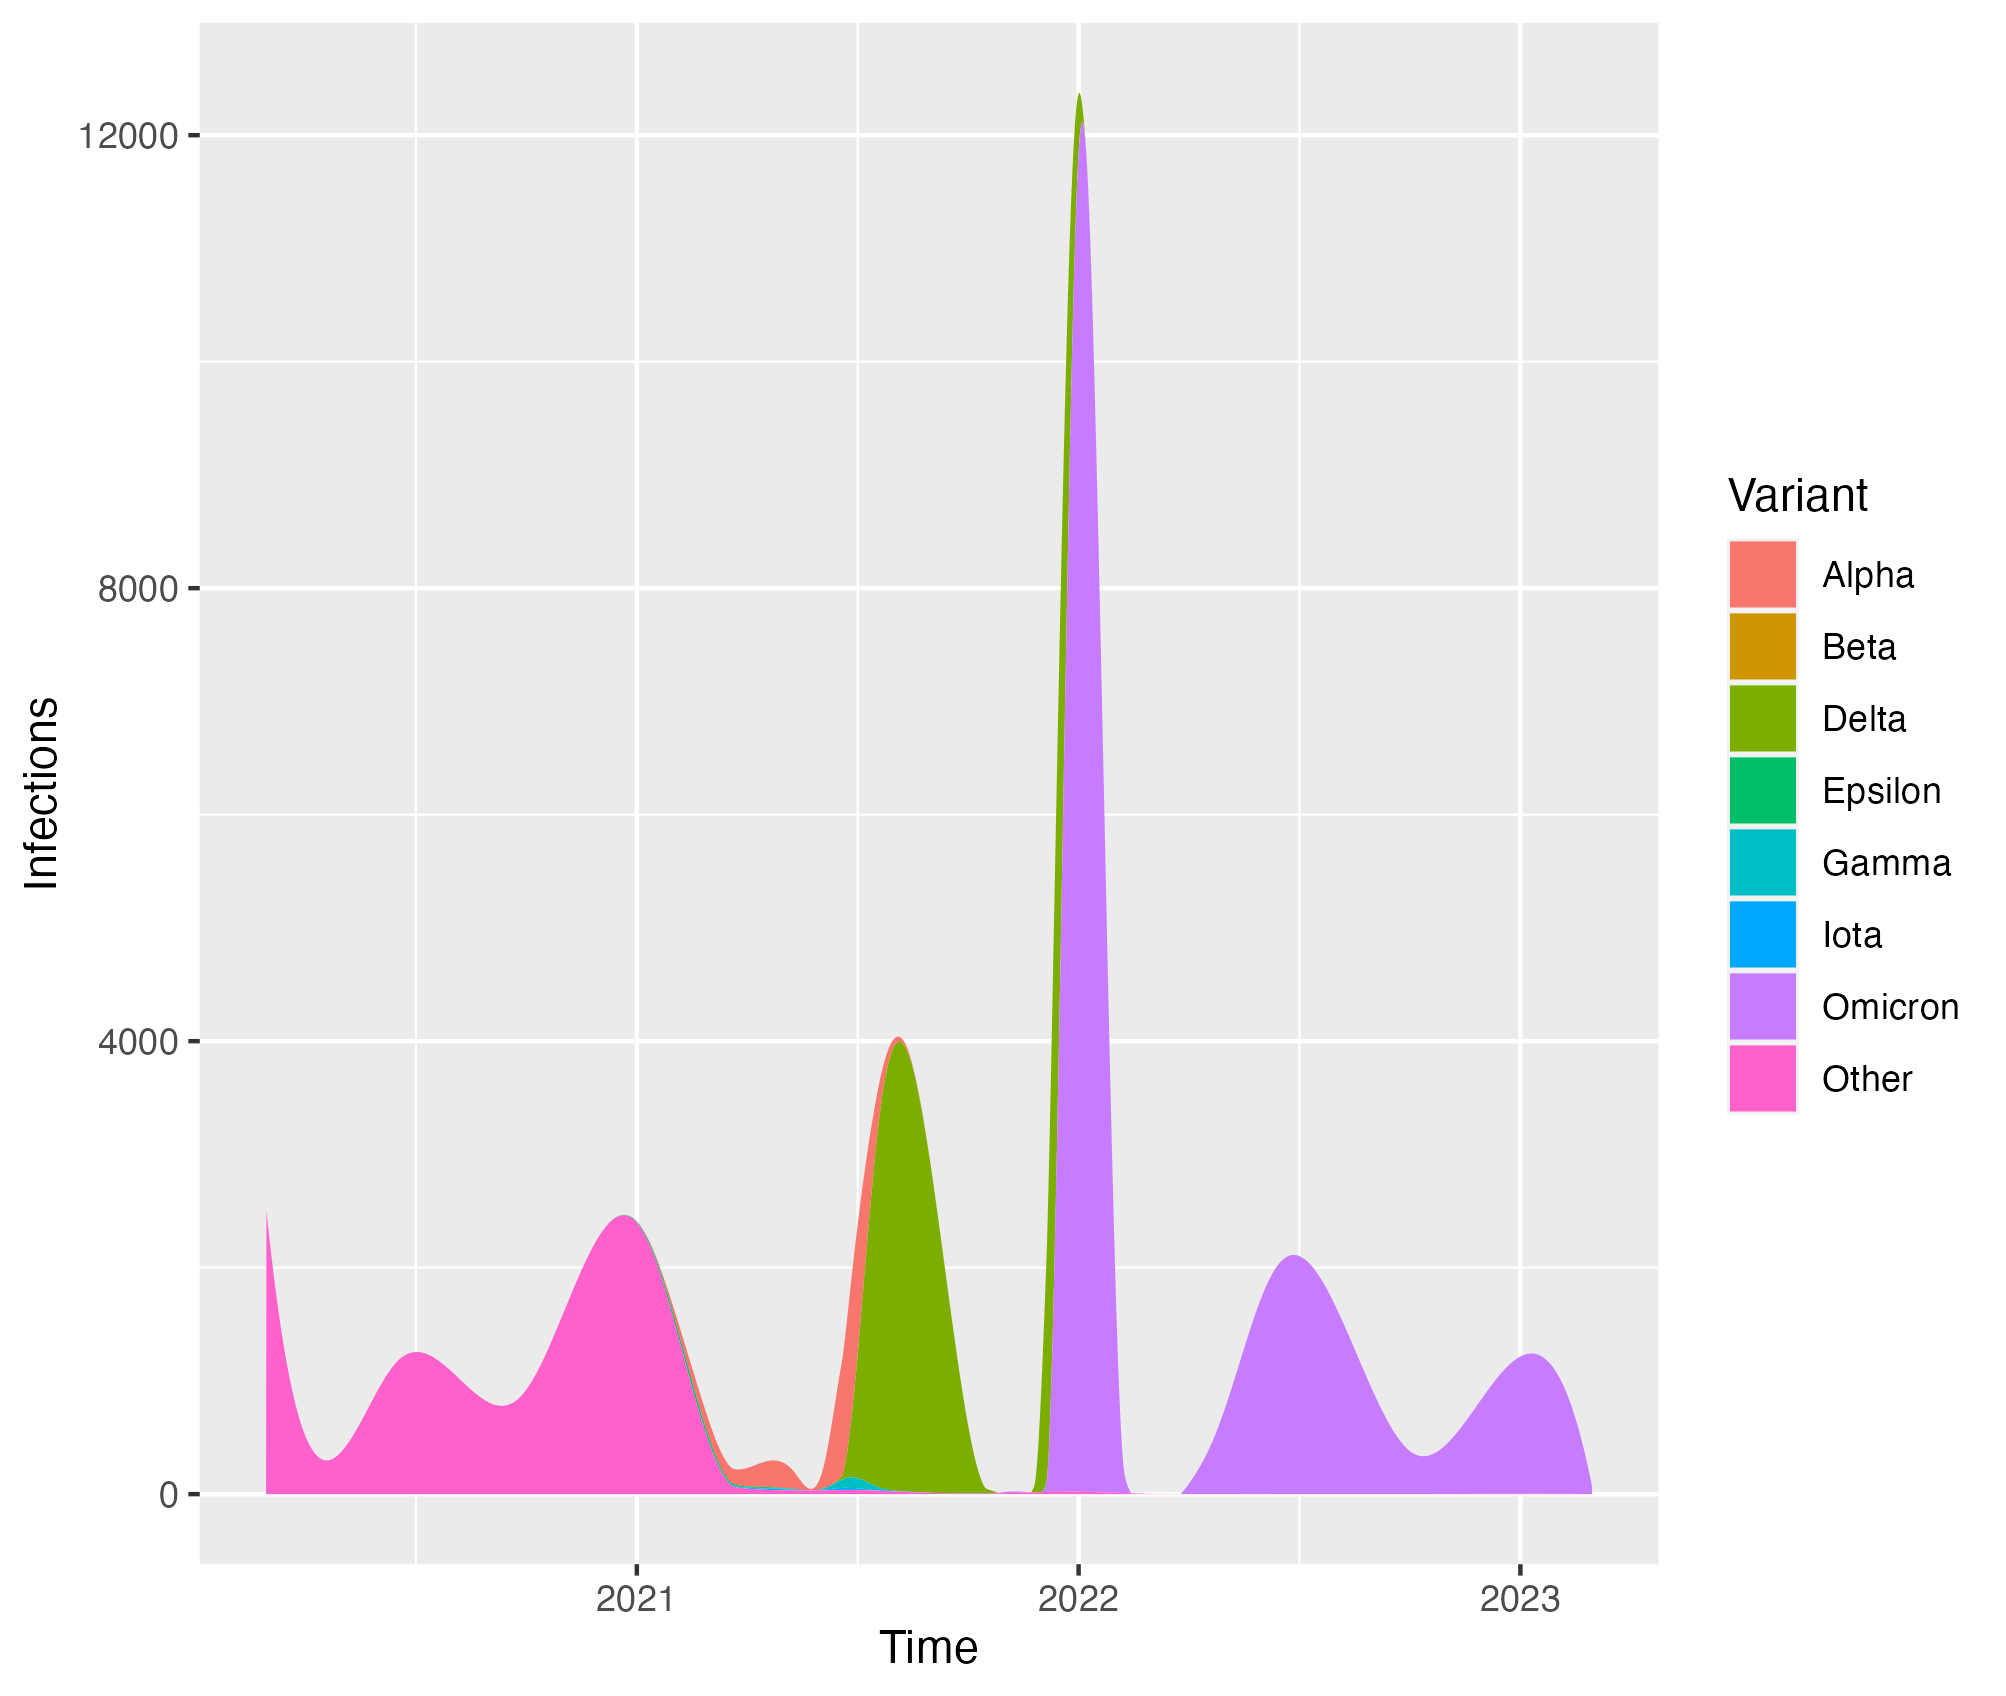 12000
8000
4000
0
Infections
2021
2022
2023
Time
Variant
Alpha
Beta
Delta
Epsilon
Gamma
Iota
Omicron
Other